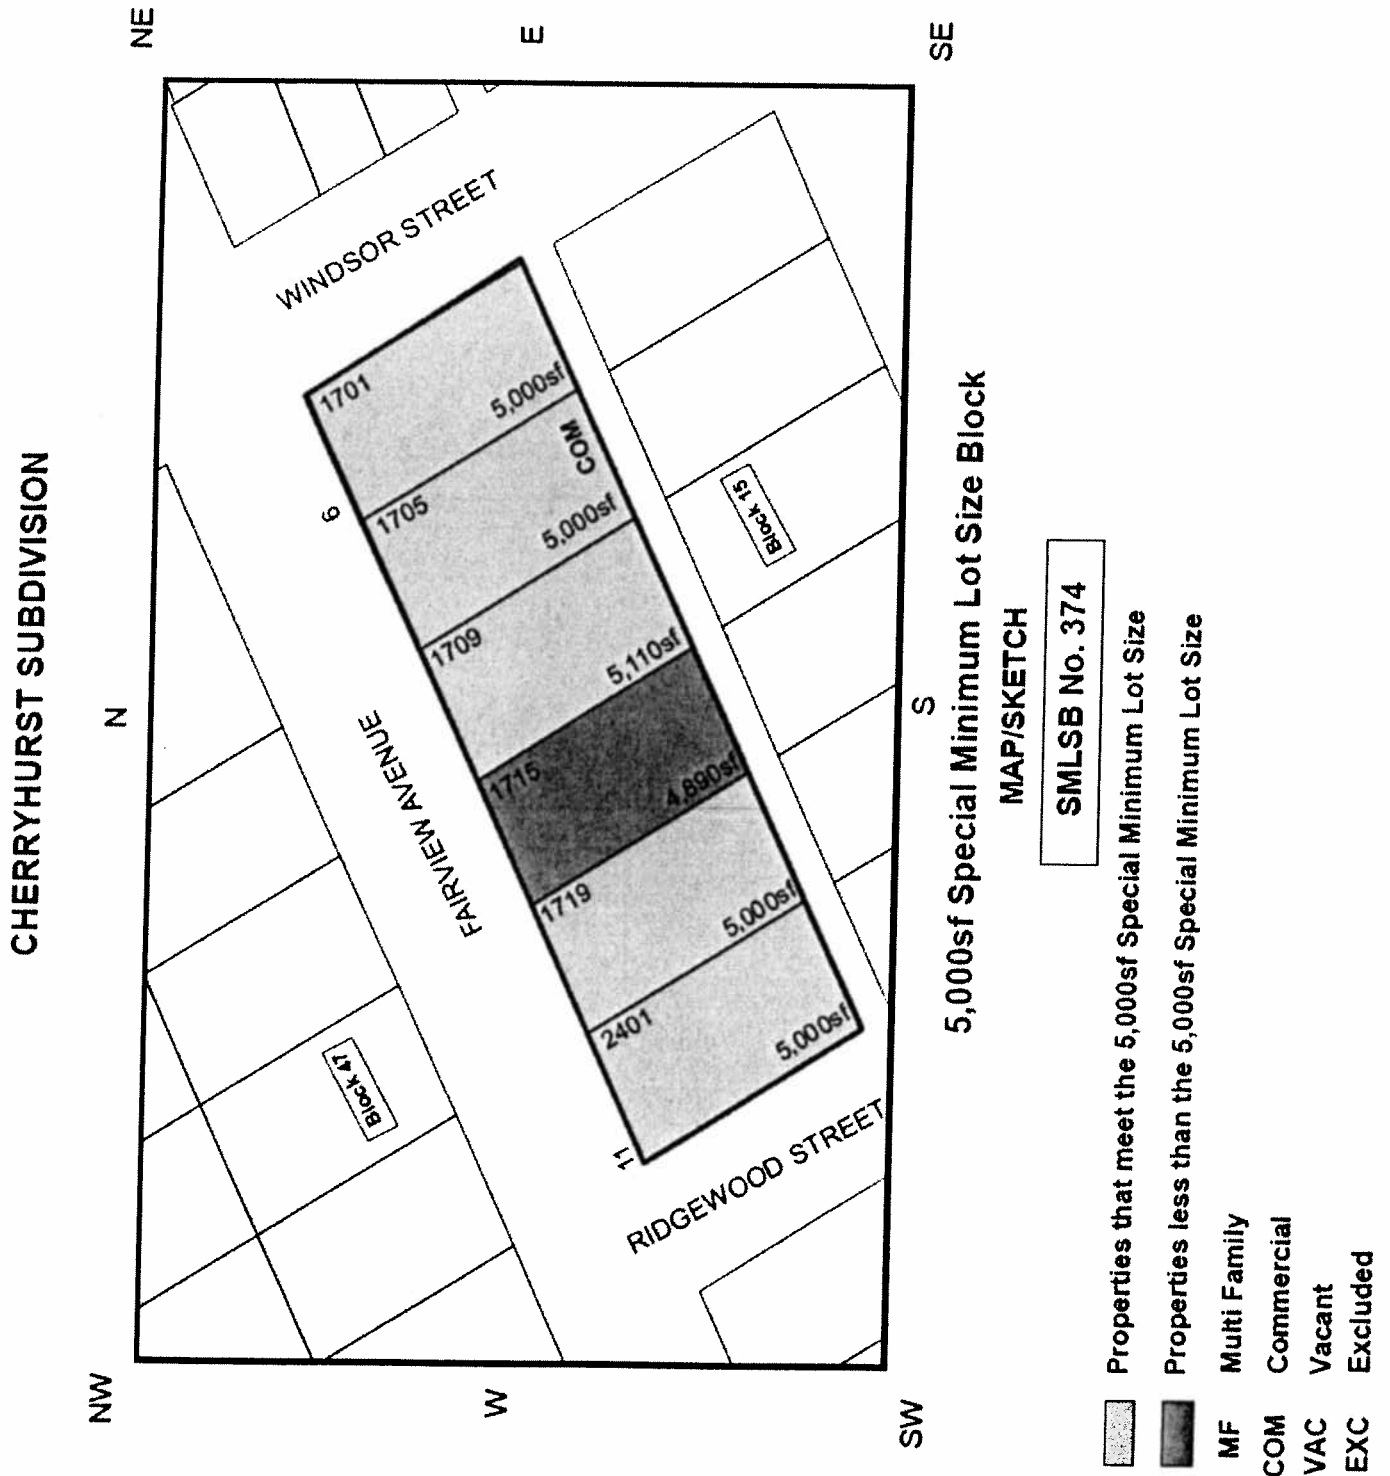 CHERRYHURST SUBDIVISION
NW
N
NE
W
E
SW
S
SE
WINDSOR STREET
FAIRVIEW AVENUE
RIDGEWOOD STREET
Block 47
Block 15
11
2401
5,000sf
1719
5,000sf
1715
4,890sf
1709
5,110sf
6
1705
5,000sf
COM
1701
5,000sf
5,000sf Special Minimum Lot Size Block
MAP/SKETCH
SMLSB No. 374
Properties that meet the 5,000sf Special Minimum Lot Size
Properties less than the 5,000sf Special Minimum Lot Size
MF Multi Family
COM Commercial
VAC Vacant
EXC Excluded